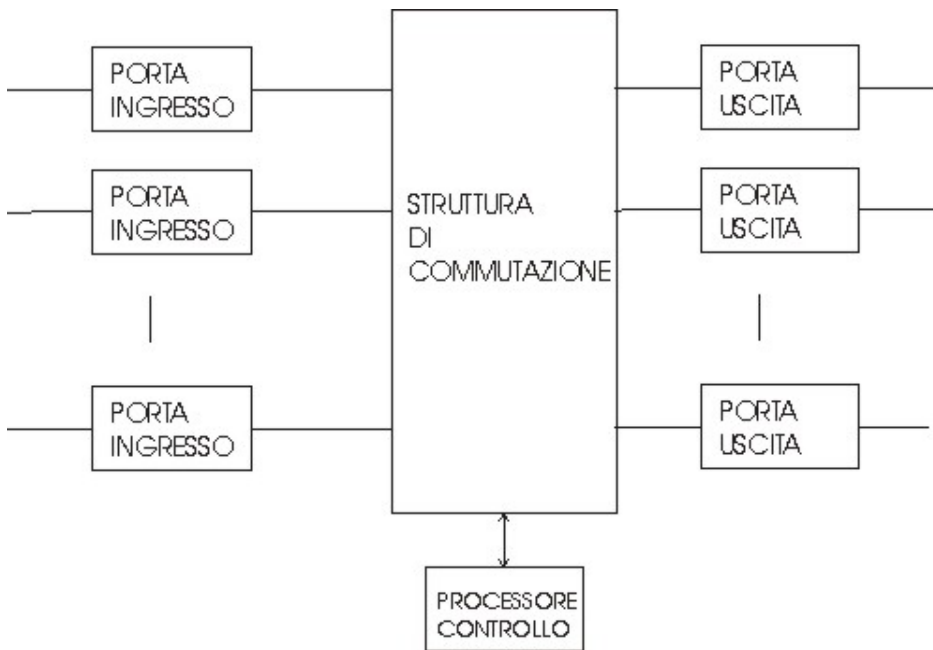 PORTA
INGRESSO
PORTA
INGRESSO
PORTA
INGRESSO
STRUTTURA
DI
COMMUTAZIONE
PORTA
USCITA
PORTA
USCITA
PORTA
USCITA
PROCESSORE
CONTROLLO